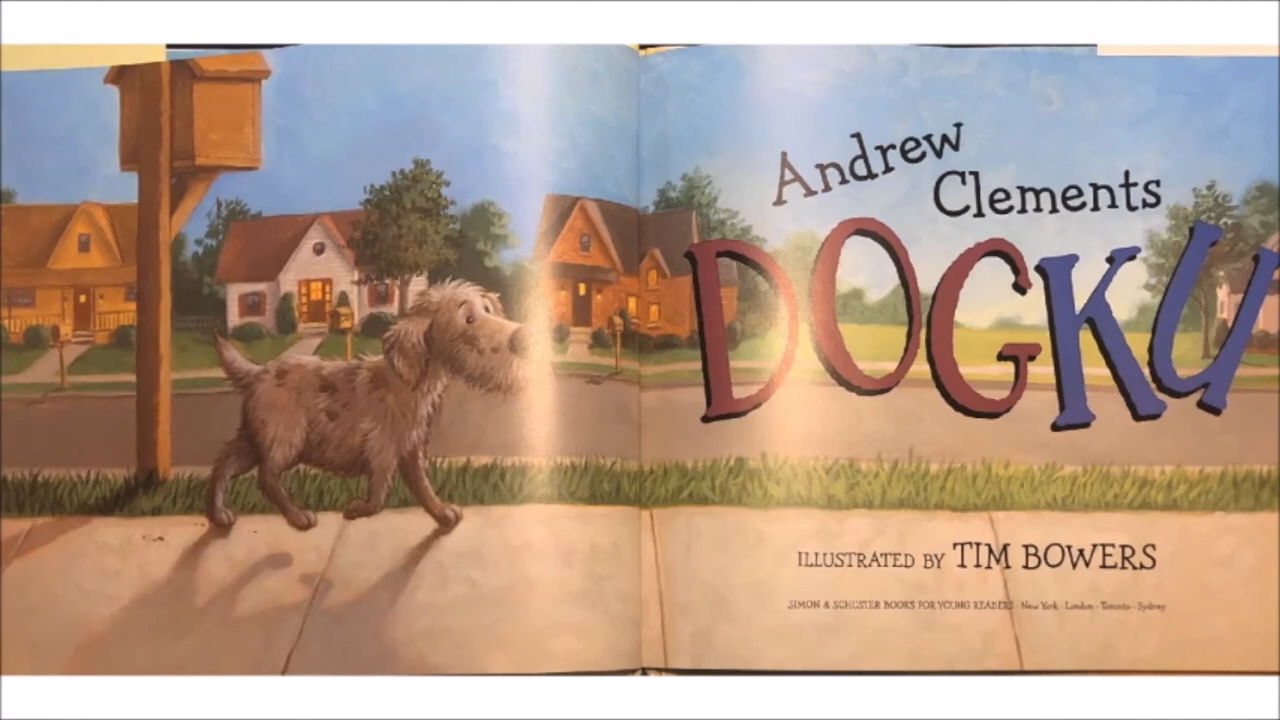 Andrew
Clements
DOGKU
ILLUSTRATED BY TIM BOWERS
SIMON & SCHUSTER BOOKS FOR YOUNG READERS · New York · London · Toronto · Sydney